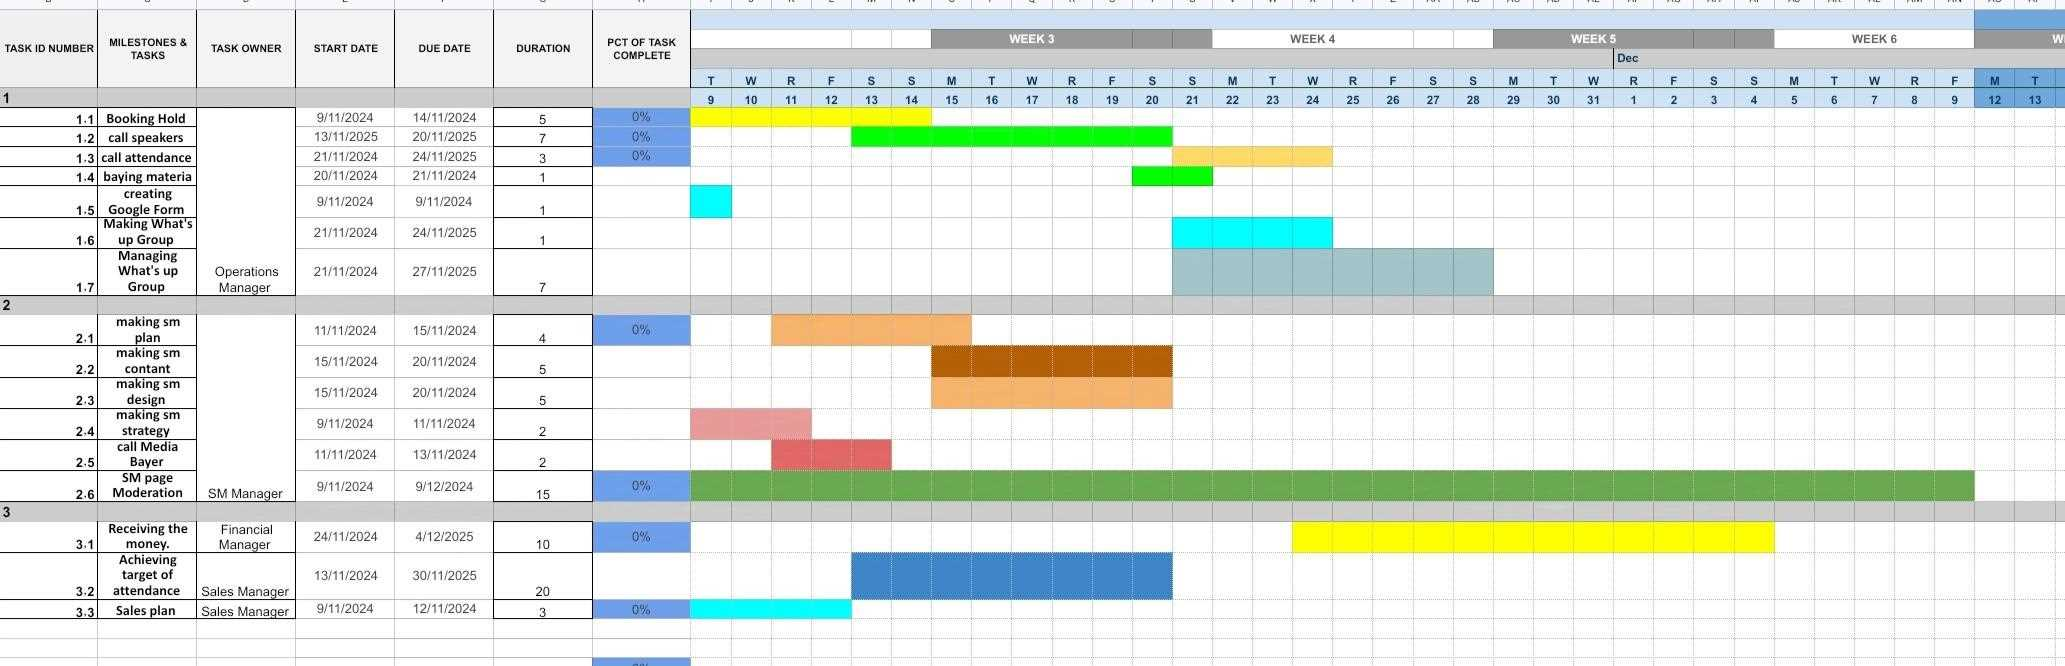 TASK ID NUMBER MILESTONES & TASKS TASK OWNER START DATE DUE DATE DURATION PCT OF TASK COMPLETE
WEEK 3 WEEK 4 WEEK 5 WEEK 6
Dec
T W R F S S M T W R F S S M T W R F S S M T W R F S S M T W R F M T
9 10 11 12 13 14 15 16 17 18 19 20 21 22 23 24 25 26 27 28 29 30 31 1 2 3 4 5 6 7 8 9 12 13
1
1.1 Booking Hold 9/11/2024 14/11/2024 5 0%
1.2 call speakers 13/11/2025 20/11/2025 7 0%
1.3 call attendance 21/11/2024 24/11/2025 3 0%
1.4 baying materia 20/11/2024 21/11/2024 1
1.5 creating Google Form 9/11/2024 9/11/2024 1
1.6 Making What's up Group 21/11/2024 24/11/2025 1
1.7 Managing What's up Group Operations Manager 21/11/2024 27/11/2025 7
2
2.1 making sm plan 11/11/2024 15/11/2024 4 0%
2.2 making sm contant 15/11/2024 20/11/2024 5
2.3 making sm design 15/11/2024 20/11/2024 5
2.4 making sm strategy 9/11/2024 11/11/2024 2
2.5 call Media Bayer 11/11/2024 13/11/2024 2
2.6 SM page Moderation SM Manager 9/11/2024 9/12/2024 15 0%
3
3.1 Receiving the money. Financial Manager 24/11/2024 4/12/2025 10 0%
3.2 Achieving target of attendance Sales Manager 13/11/2024 30/11/2025 20
3.3 Sales plan Sales Manager 9/11/2024 12/11/2024 3 0%